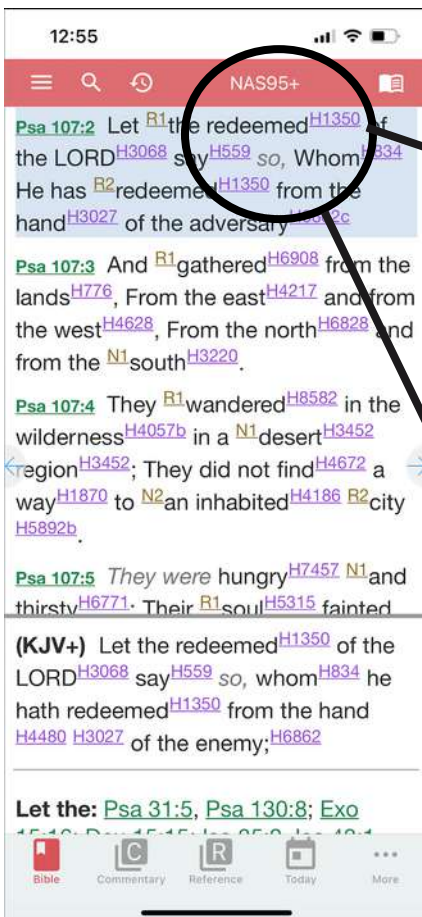 12:55
NAS95+
Psa 107:2 Let R1the redeemedH1350 of
the LORDH3068 sayH559 so, WhomH834
He has R2redeemedH1350 from the
handH3027 of the adversary
Psa 107:3 And R1gatheredH6908 from the
landsH776, From the eastH4217 and from
the westH4628, From the northH6828 and
from the N1southH3220.
Psa 107:4 They R1wanderedH8582 in the
wildernessH4057b in a N1desertH3452
regionH3452; They did not findH4672 a
wayH1870 to N2an inhabitedH4186 R2city
H5892b.
Psa 107:5 They were hungryH7457 N1and
thirstyH6771; Their R1soulH5315 fainted
(KJV+) Let the redeemedH1350 of the
LORDH3068 sayH559 so, whomH834 he
hath redeemedH1350 from the hand
H4480 H3027 of the enemy;H6862
Let the: Psa 31:5, Psa 130:8; Exo
C R
Bible Commentary Reference Today More